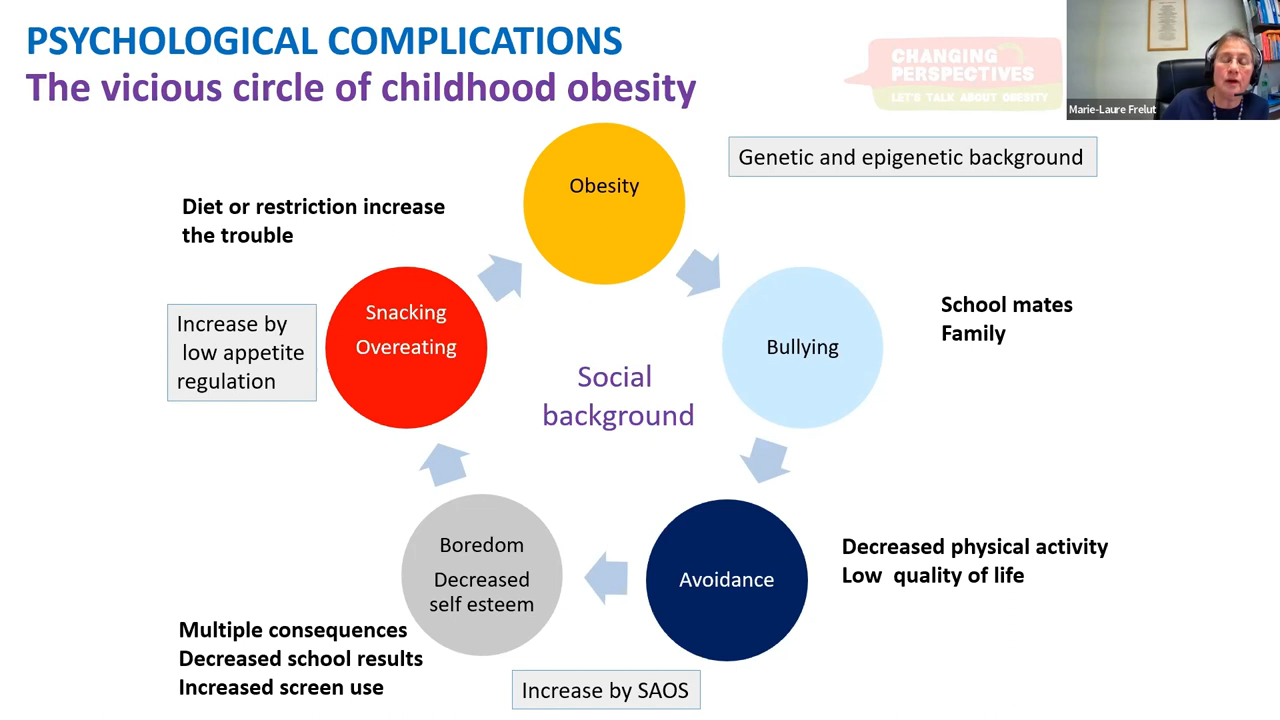 PSYCHOLOGICAL COMPLICATIONS
The vicious circle of childhood obesity
CHANGING
PERSPECTIVES
LET'S TALK ABOUT OBESITY
Marie-Laure Frelut
Genetic and epigenetic background
Obesity
Diet or restriction increase
the trouble
Snacking
Overeating
Increase by
low appetite
regulation
Bullying
School mates
Family
Social
background
Boredom
Decreased
self esteem
Avoidance
Decreased physical activity
Low quality of life
Multiple consequences
Decreased school results
Increased screen use
Increase by SAOS